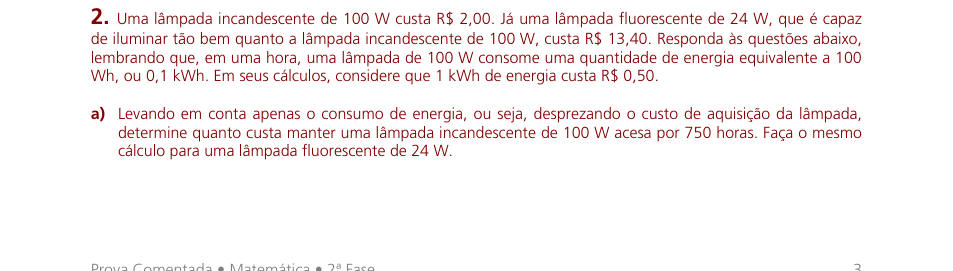 2. Uma lâmpada incandescente de 100 W custa R$ 2,00. Já uma lâmpada fluorescente de 24 W, que é capaz
de iluminar tão bem quanto a lâmpada incandescente de 100 W, custa R$ 13,40. Responda às questões abaixo,
lembrando que, em uma hora, uma lâmpada de 100 W consome uma quantidade de energia equivalente a 100
Wh, ou 0,1 kWh. Em seus cálculos, considere que 1 kWh de energia custa R$ 0,50.
a) Levando em conta apenas o consumo de energia, ou seja, desprezando o custo de aquisição da lâmpada,
determine quanto custa manter uma lâmpada incandescente de 100 W acesa por 750 horas. Faça o mesmo
cálculo para uma lâmpada fluorescente de 24 W.
Prova Comentada • Matemática • 2ª Fase 3